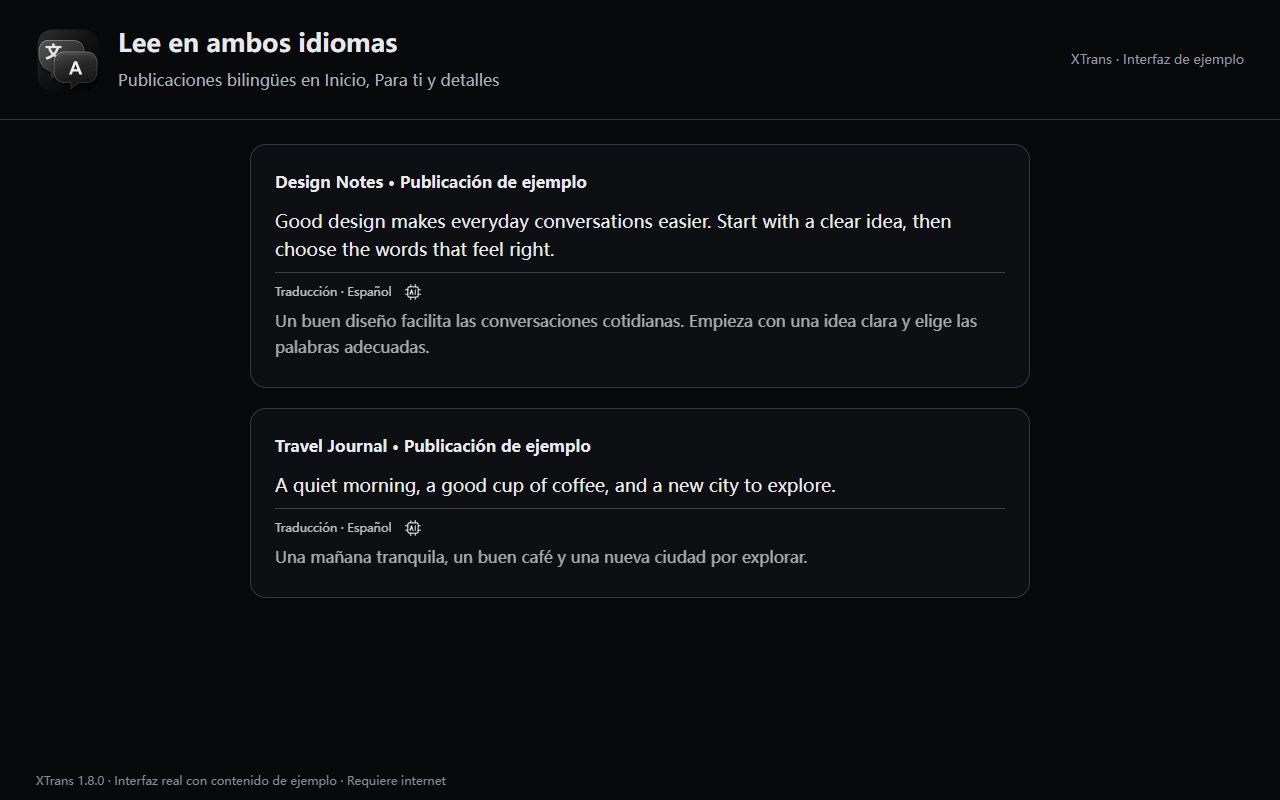 文
A
Lee en ambos idiomas
Publicaciones bilingües en Inicio, Para ti y detalles
XTrans · Interfaz de ejemplo
Design Notes • Publicación de ejemplo
Good design makes everyday conversations easier. Start with a clear idea, then
choose the words that feel right.
Traducción · Español AI
Un buen diseño facilita las conversaciones cotidianas. Empieza con una idea clara y elige las
palabras adecuadas.
Travel Journal • Publicación de ejemplo
A quiet morning, a good cup of coffee, and a new city to explore.
Traducción · Español AI
Una mañana tranquila, un buen café y una nueva ciudad por explorar.
XTrans 1.8.0 · Interfaz real con contenido de ejemplo · Requiere internet